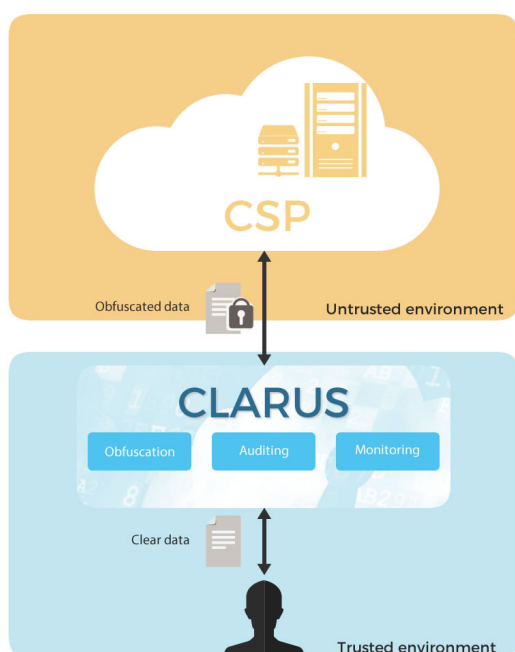 CSP
Obfuscated data
Untrusted environment
CLARUS
Obfuscation
Auditing
Monitoring
Clear data
Trusted environment